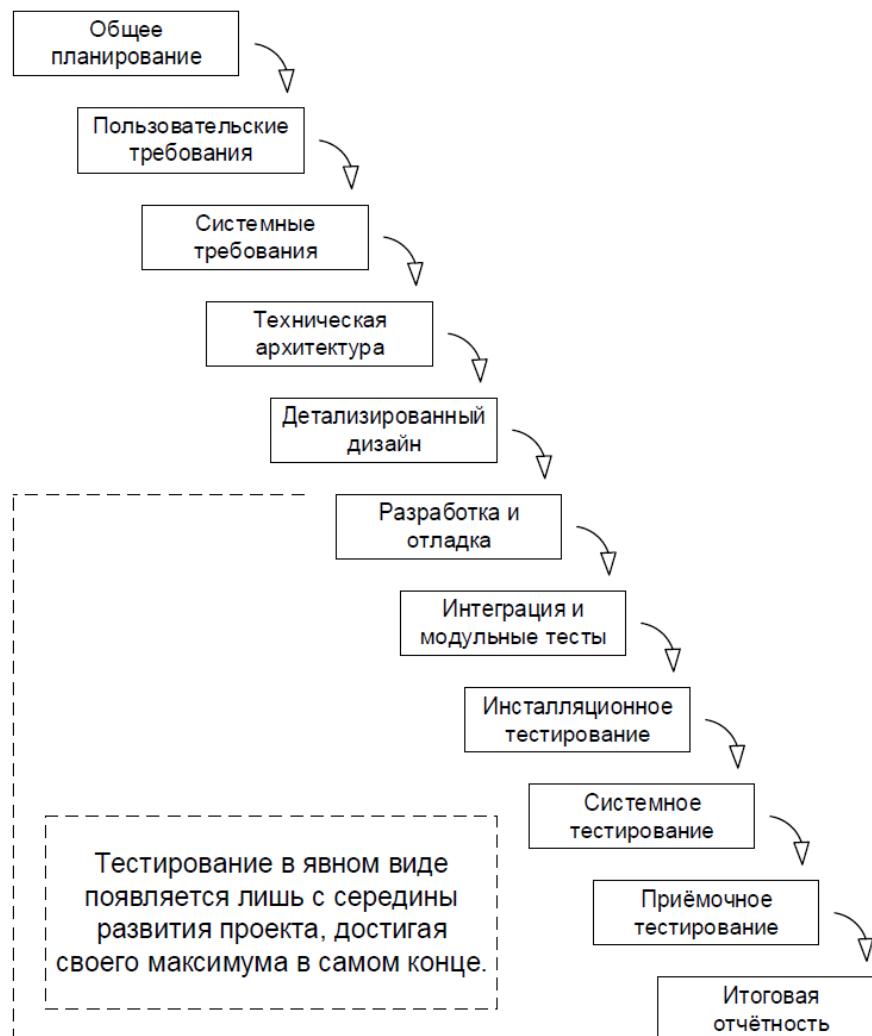 Общее
планирование
Пользовательские
требования
Системные
требования
Техническая
архитектура
Детализированный
дизайн
Разработка и
отладка
Интеграция и
модульные тесты
Инсталляционное
тестирование
Системное
тестирование
Тестирование в явном виде
появляется лишь с середины
развития проекта, достигая
своего максимума в самом конце.
Приёмочное
тестирование
Итоговая
отчётность